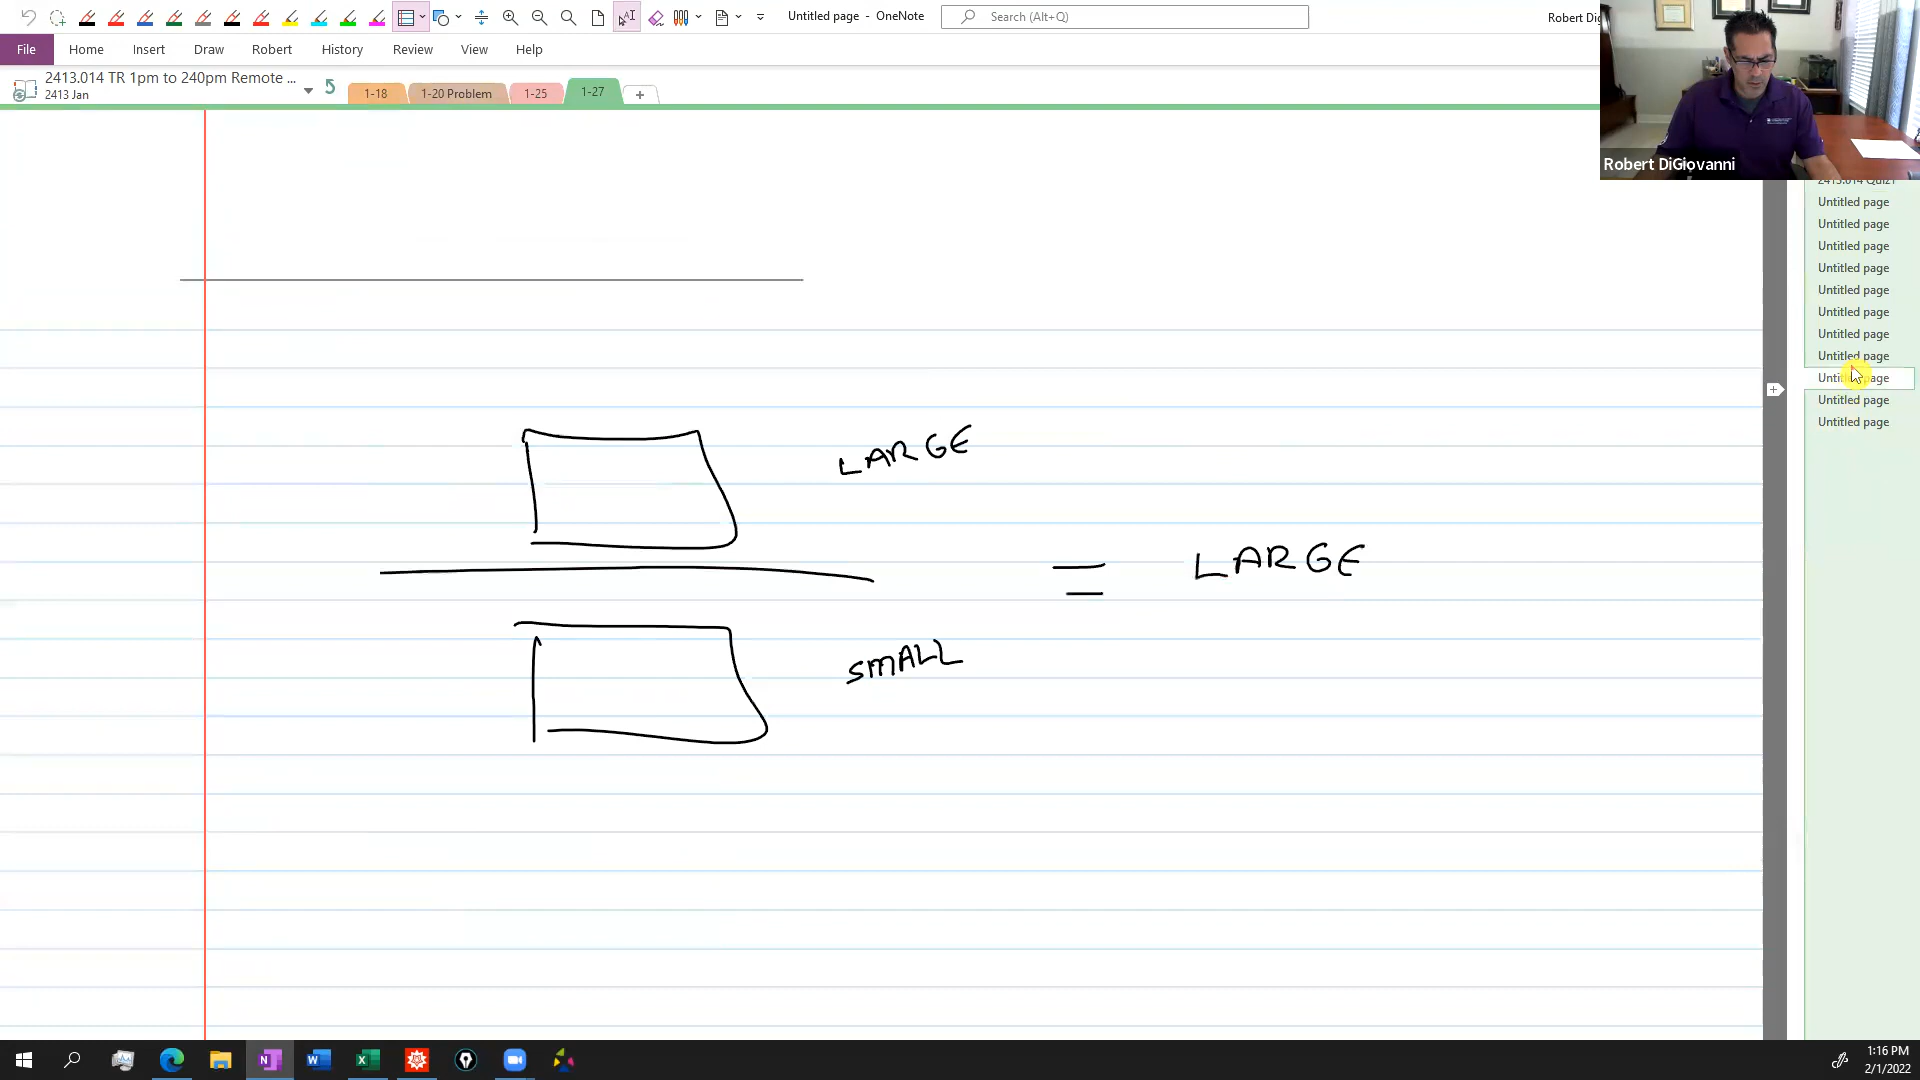 Untitled page - OneNote
Search (Alt+Q)
File Home Insert Draw Robert History Review View Help
2413.014 TR 1pm to 240pm Remote ...
2413 Jan
1-18 1-20 Problem 1-25 1-27
Robert DiGiovanni
Untitled page
Untitled page
Untitled page
Untitled page
Untitled page
Untitled page
Untitled page
Untitled page
Untitled page
Untitled page
Untitled page
LARGE
= LARGE
SMALL
1:16 PM
2/1/2022